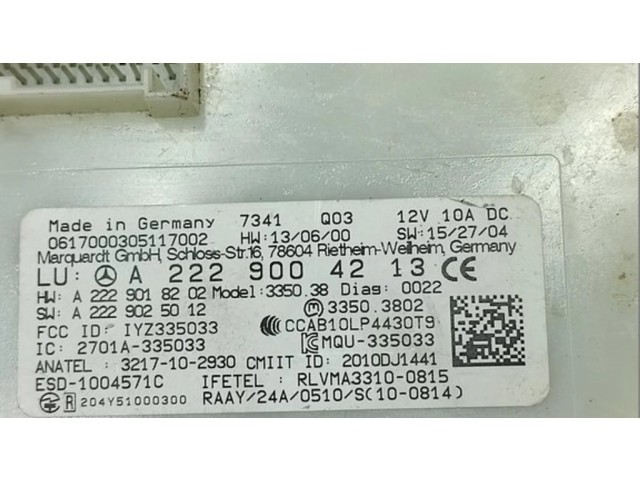 Made in Germany 7341 Q03 12V 10A DC
0617000305117002 HW:13/06/00 SW:15/27/04
Marquardt GmbH, Schloss-Str.16, 78604 Rietheim-Weilheim, Germany
LU: A 222 900 42 13 CE
HW: A 222 901 82 02 Model:3350.38 Diag: 0022
SW: A 222 902 50 12 M 3350.3802
FCC ID: IYZ335033 CCAB10LP4430T9
IC: 2701A-335033 MQU-335033
ANATEL : 3217-10-2930 CMIIT ID: 2010DJ1441
ESD-1004571C IFETEL : RLVMA3310-0815
R 204Y51000300 RAAY/24A/0510/S(10-0814)